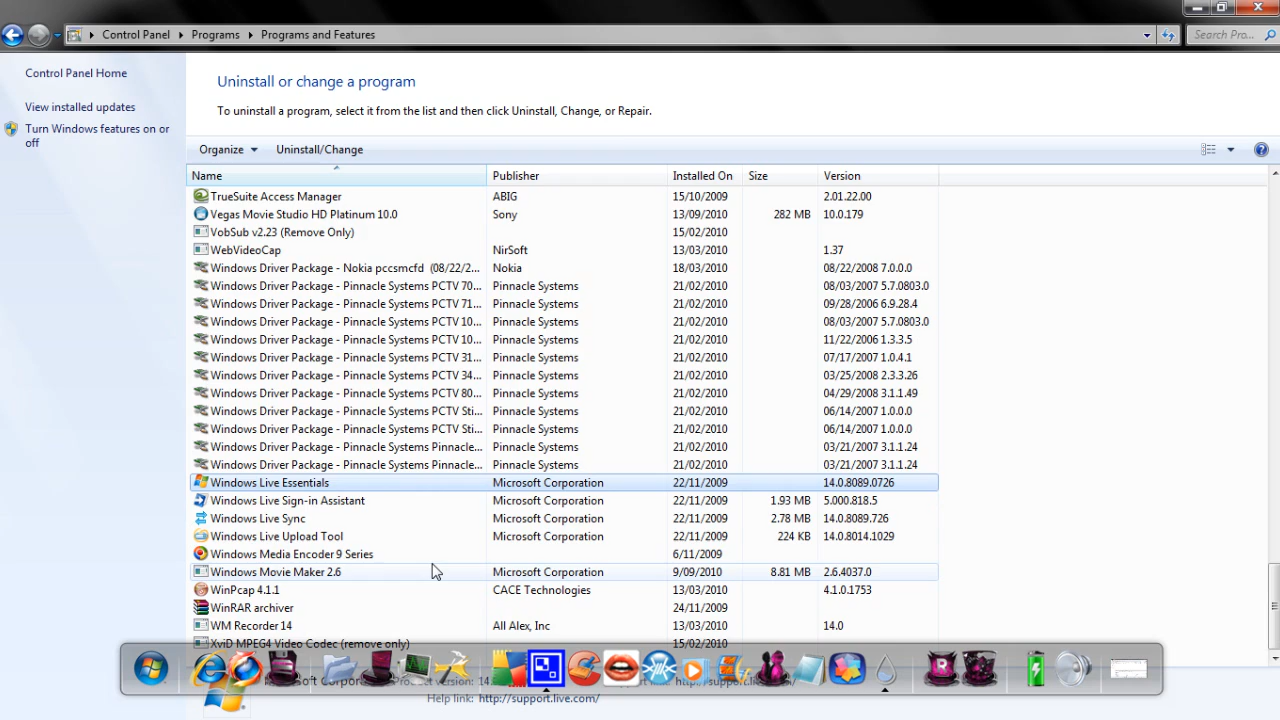 Control Panel Programs Programs and Features Search Pro...
Control Panel Home
View installed updates
Turn Windows features on or
off
Uninstall or change a program
To uninstall a program, select it from the list and then click Uninstall, Change, or Repair.
Organize Uninstall/Change
Name Publisher Installed On Size Version
TrueSuite Access Manager ABIG 15/10/2009 2.01.22.00
Vegas Movie Studio HD Platinum 10.0 Sony 13/09/2010 282 MB 10.0.179
VobSub v2.23 (Remove Only) 15/02/2010
WebVideoCap NirSoft 13/03/2010 1.37
Windows Driver Package - Nokia pccsmcfd (08/22/2... Nokia 18/03/2010 08/22/2008 7.0.0.0
Windows Driver Package - Pinnacle Systems PCTV 70... Pinnacle Systems 21/02/2010 08/03/2007 5.7.0803.0
Windows Driver Package - Pinnacle Systems PCTV 71... Pinnacle Systems 21/02/2010 09/28/2006 6.9.28.4
Windows Driver Package - Pinnacle Systems PCTV 10... Pinnacle Systems 21/02/2010 08/03/2007 5.7.0803.0
Windows Driver Package - Pinnacle Systems PCTV 10... Pinnacle Systems 21/02/2010 11/22/2006 1.3.3.5
Windows Driver Package - Pinnacle Systems PCTV 31... Pinnacle Systems 21/02/2010 07/17/2007 1.0.4.1
Windows Driver Package - Pinnacle Systems PCTV 34... Pinnacle Systems 21/02/2010 03/25/2008 2.3.3.26
Windows Driver Package - Pinnacle Systems PCTV 80... Pinnacle Systems 21/02/2010 04/29/2008 3.1.1.49
Windows Driver Package - Pinnacle Systems PCTV Sti... Pinnacle Systems 21/02/2010 06/14/2007 1.0.0.0
Windows Driver Package - Pinnacle Systems PCTV Sti... Pinnacle Systems 21/02/2010 06/14/2007 1.0.0.0
Windows Driver Package - Pinnacle Systems Pinnacle... Pinnacle Systems 21/02/2010 03/21/2007 3.1.1.24
Windows Driver Package - Pinnacle Systems Pinnacle... Pinnacle Systems 21/02/2010 03/21/2007 3.1.1.24
Windows Live Essentials Microsoft Corporation 22/11/2009 14.0.8089.0726
Windows Live Sign-in Assistant Microsoft Corporation 22/11/2009 1.93 MB 5.000.818.5
Windows Live Sync Microsoft Corporation 22/11/2009 2.78 MB 14.0.8089.726
Windows Live Upload Tool Microsoft Corporation 22/11/2009 224 KB 14.0.8014.1029
Windows Media Encoder 9 Series 6/11/2009
Windows Movie Maker 2.6 Microsoft Corporation 9/09/2010 8.81 MB 2.6.4037.0
WinPcap 4.1.1 CACE Technologies 13/03/2010 4.1.0.1753
WinRAR archiver 24/11/2009
WM Recorder 14 All Alex, Inc 13/03/2010 14.0
XviD MPEG4 Video Codec (remove only) 15/02/2010
Help link: http://support.live.com/